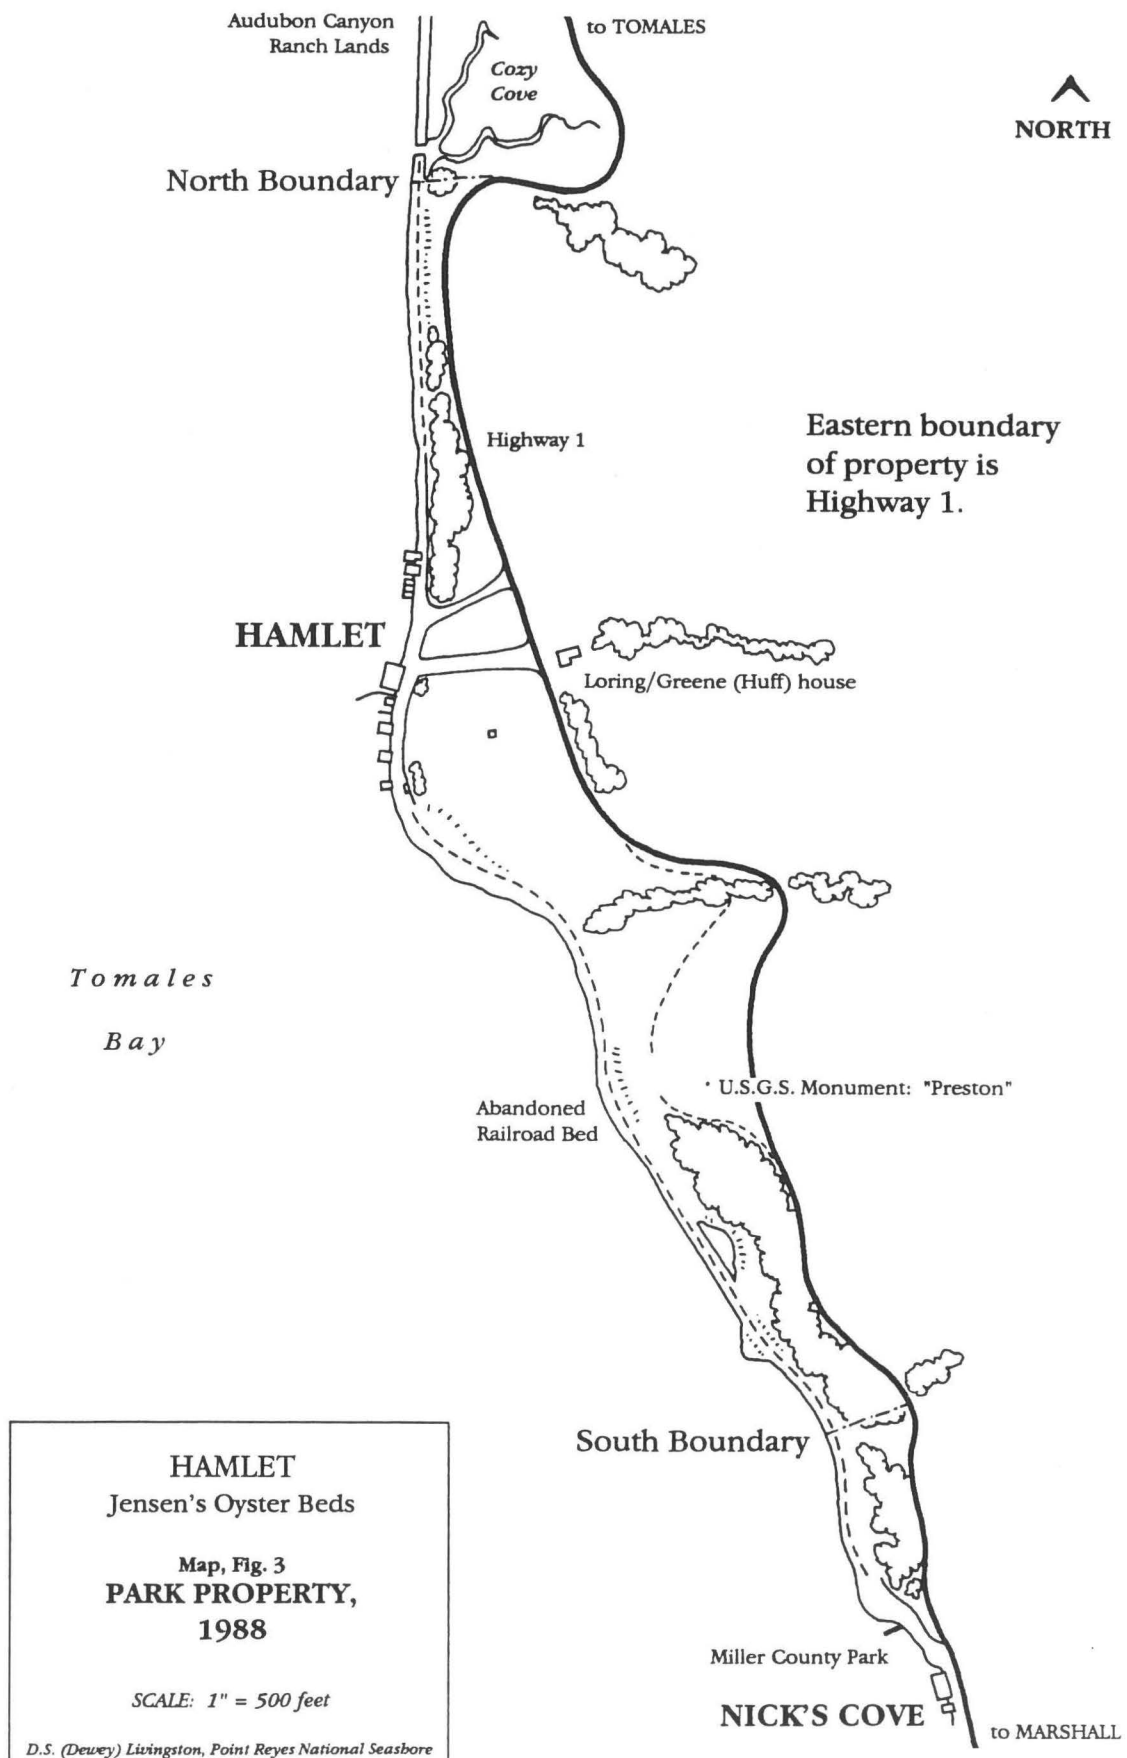 Audubon Canyon
Ranch Lands
to TOMALES
Cozy
Cove
NORTH
North Boundary
Highway 1
Eastern boundary
of property is
Highway 1.
HAMLET
Loring/Greene (Huff) house
Tomales
Bay
U.S.G.S. Monument: "Preston"
Abandoned
Railroad Bed
South Boundary
HAMLET
Jensen's Oyster Beds
Map, Fig. 3
PARK PROPERTY,
1988
SCALE: 1" = 500 feet
D.S. (Dewey) Livingston, Point Reyes National Seashore
Miller County Park
NICK'S COVE
to MARSHALL